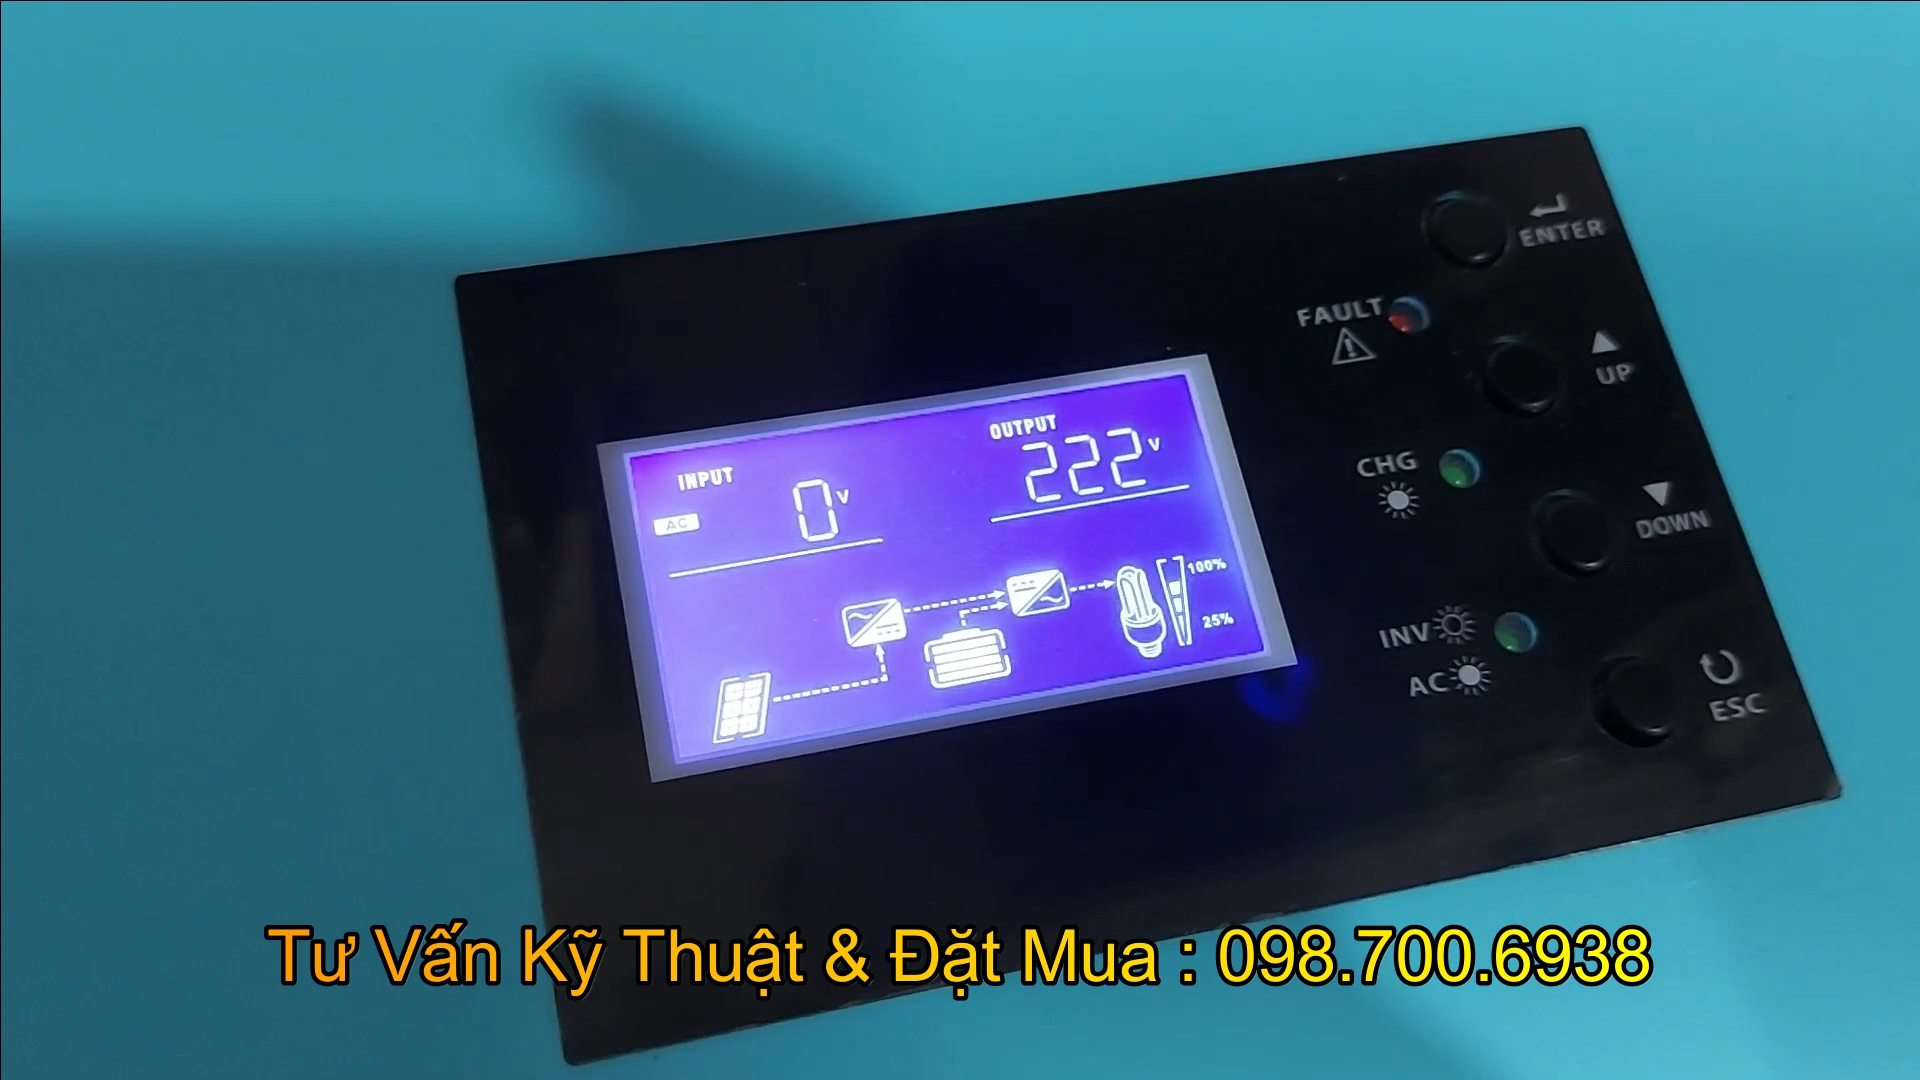 ENTER
FAULT
UP
OUTPUT
222V
INPUT
AC 0V
CHG
DOWN
100%
25%
INV
AC
ESC
Tư Vấn Kỹ Thuật & Đặt Mua : 098.700.6938